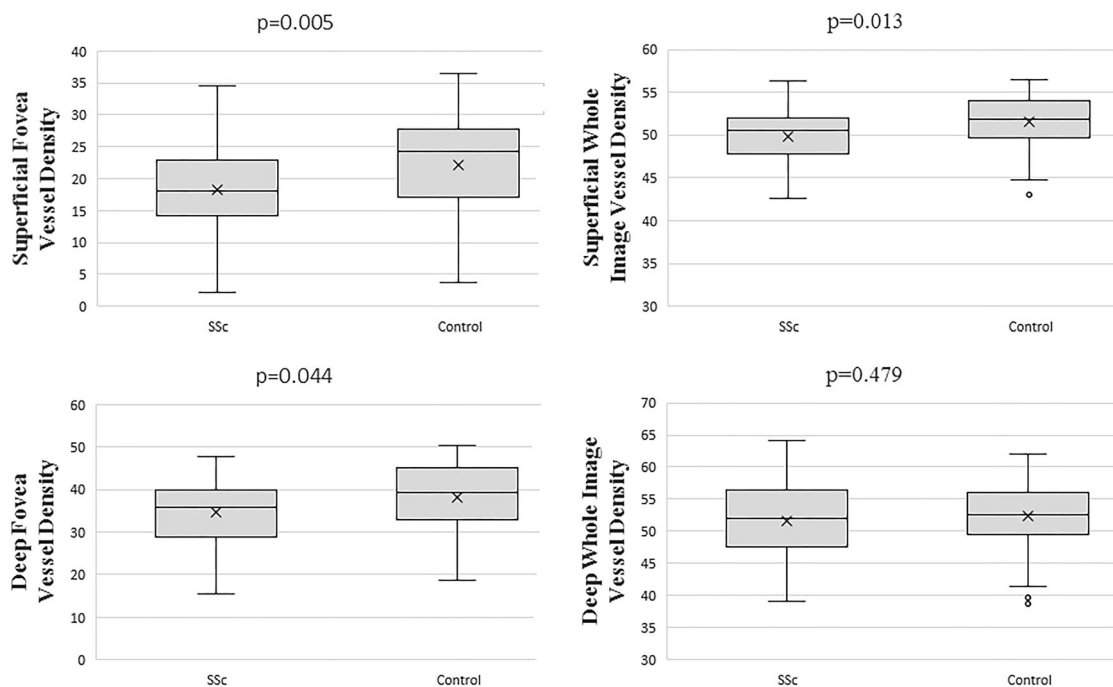 p=0.005
Superficial Fovea
Vessel Density
40
35
30
25
20
15
10
5
0
SSc
Control
p=0.013
Superficial Whole
Image Vessel Density
60
55
50
45
40
35
30
SSc
Control
p=0.044
Deep Fovea
Vessel Density
60
50
40
30
20
10
0
SSc
Control
p=0.479
Deep Whole Image
Vessel Density
70
65
60
55
50
45
40
35
30
SSc
Control